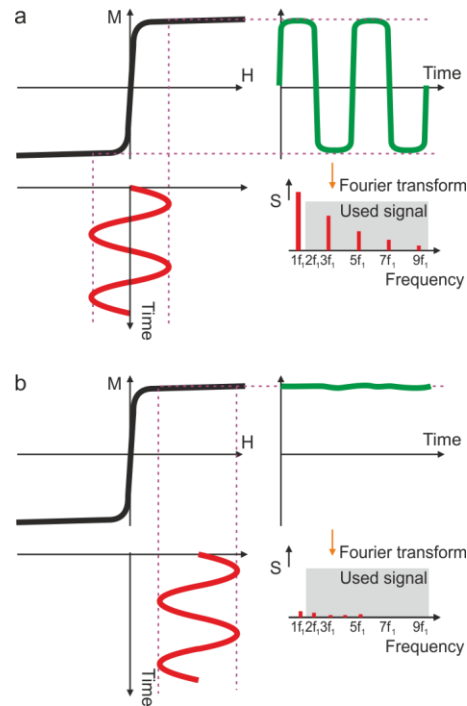 a
M
H
Time
Fourier transform
S
Used signal
1f₁ 2f₁ 3f₁ 5f₁ 7f₁ 9f₁
Frequency
Time
b
M
H
Time
Fourier transform
S
Used signal
1f₁ 2f₁ 3f₁ 5f₁ 7f₁ 9f₁
Frequency
Time